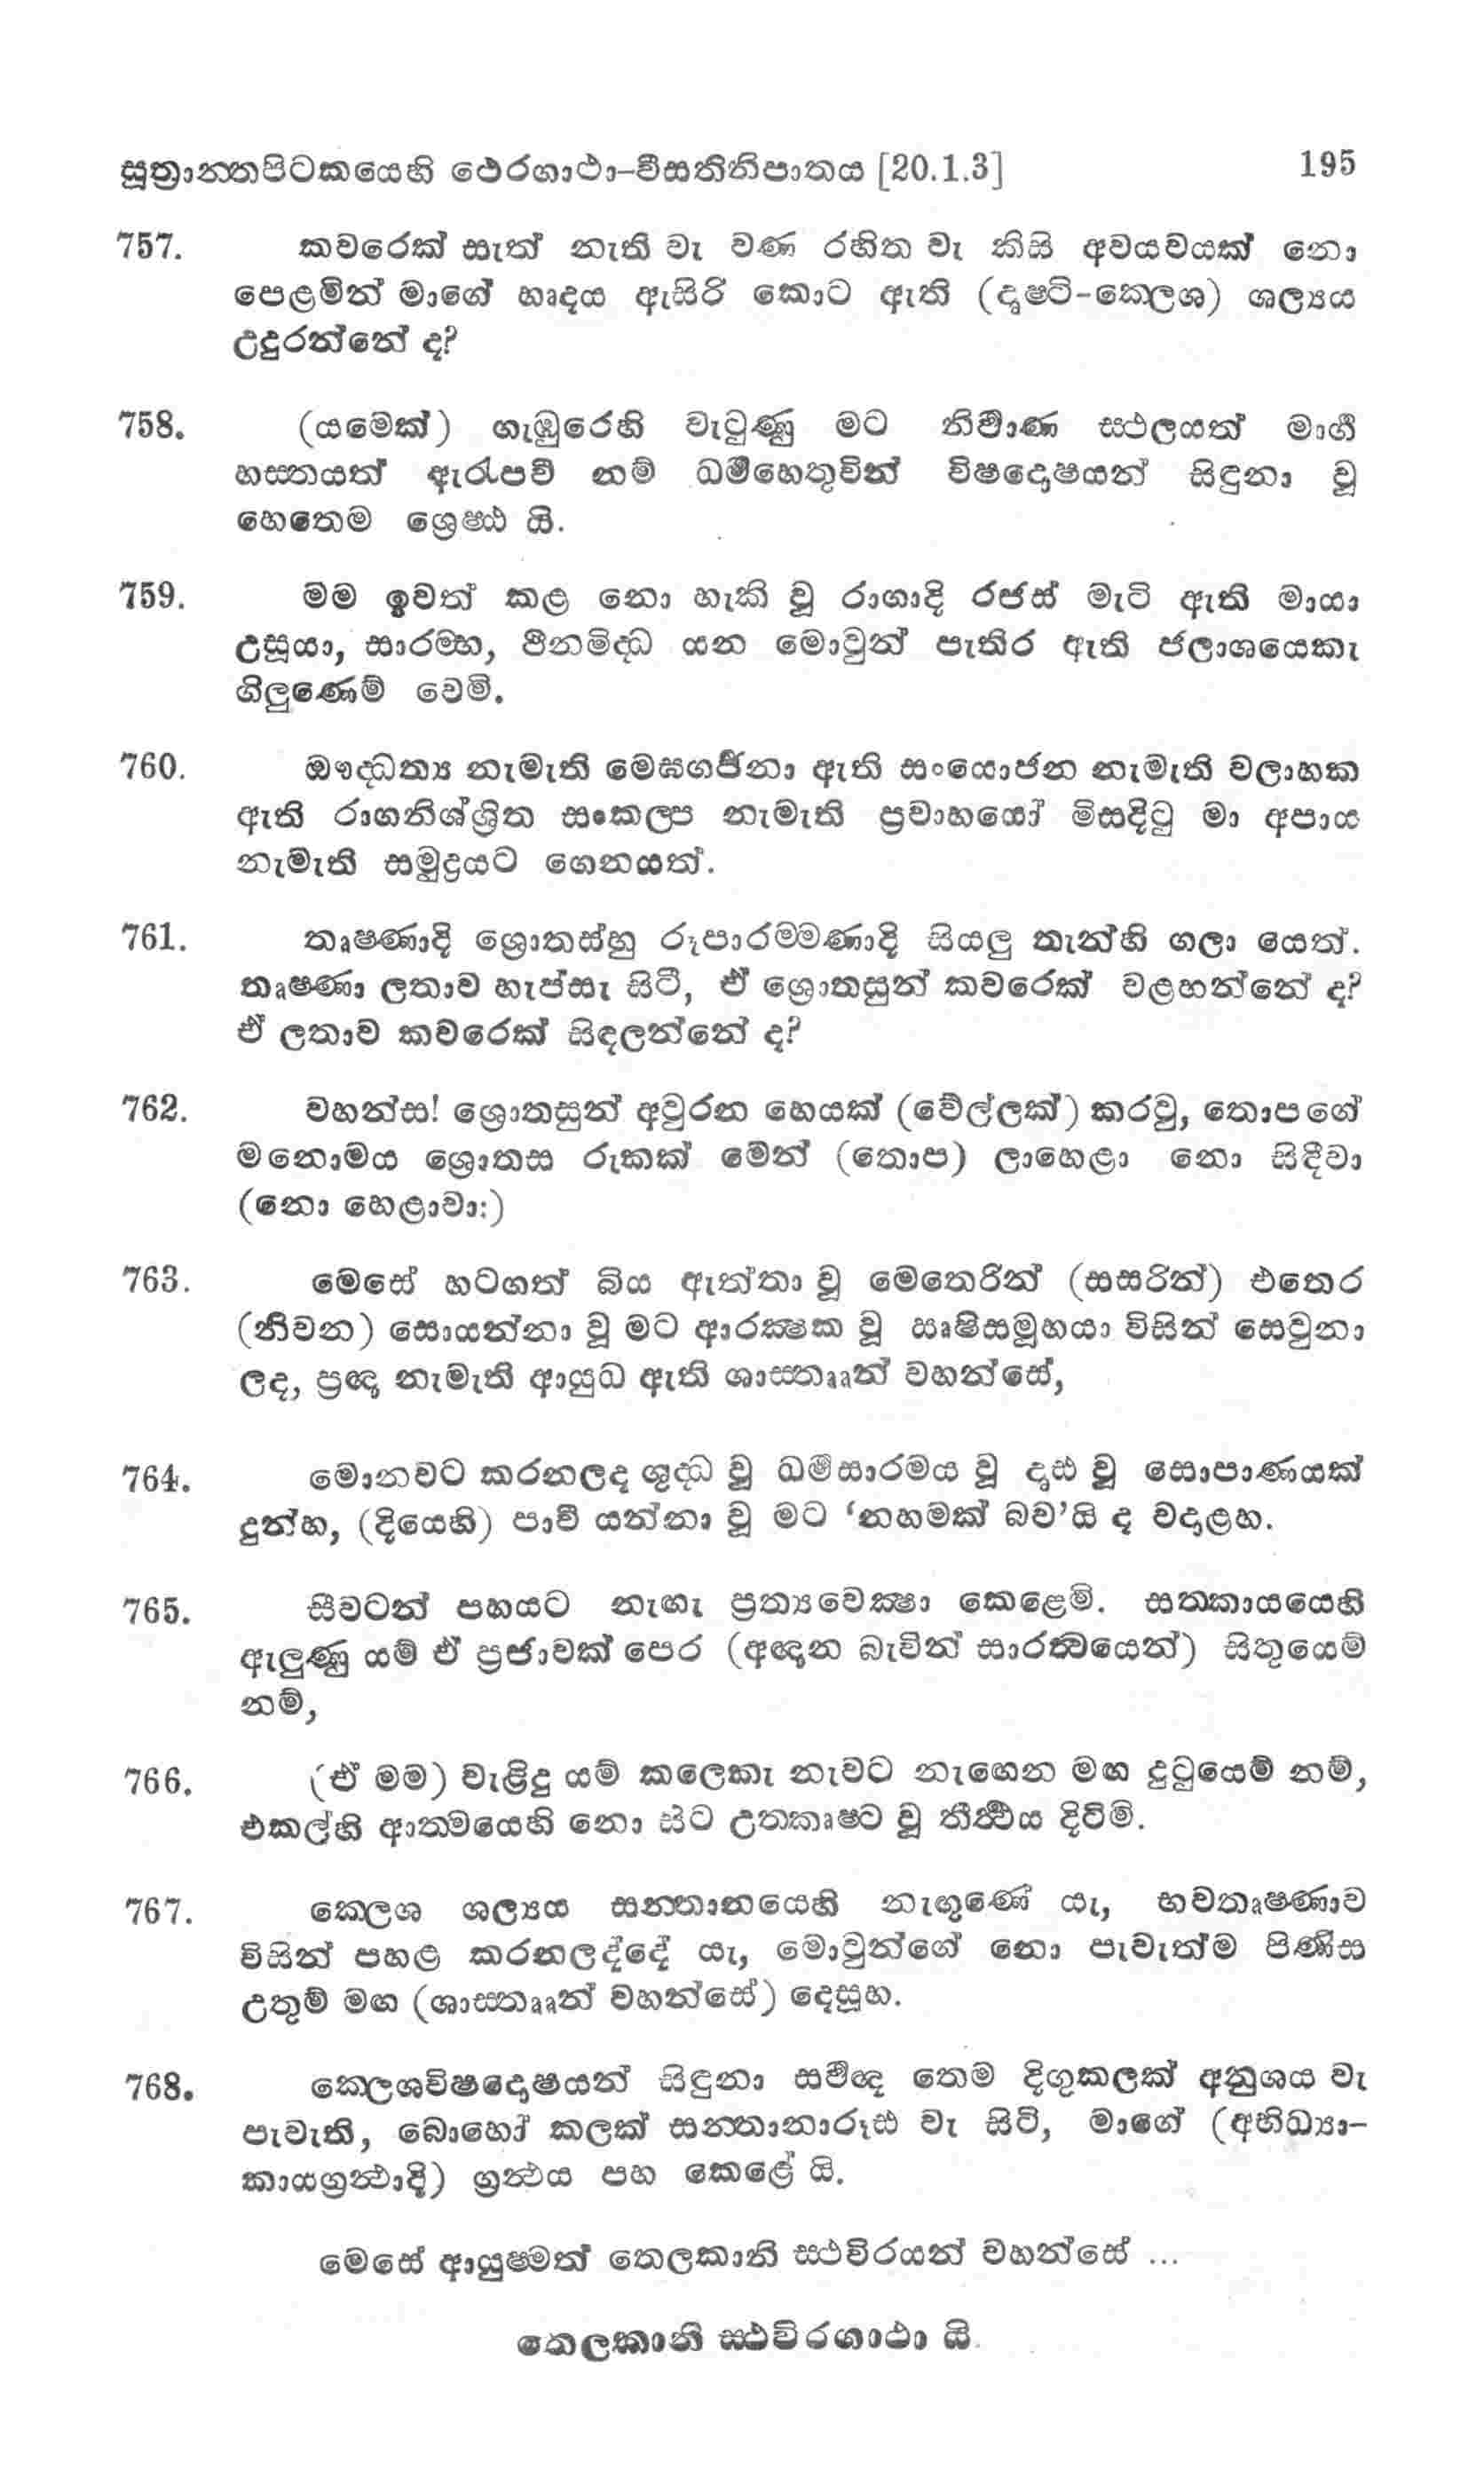 සූත්‍රාන්තපිටකයෙහි ථෙරගාථා-වීසතිනිපාතය [20.1.3] 195
757. කවරෙක් සැත් නැති වැ වණ රහිත වැ කිසි අවයවයක් නො
පෙළමින් මාගේ හෘදය ඇසිරි කොට ඇති (දෘෂ්ටි-ක්ලෙශ) ශල්‍යය
උදුරන්නේ ද?
758. (යමෙක්) ගැඹුරෙහි වැටුණු මට නිර්‍වාණ ස්ථලයත් මාර්‍ග
හස්තයත් ඇරැපව් නම් ධර්‍මහෙතුවින් විෂදොෂයන් සිඳුනා වූ
හෙතෙම ශ්‍රෙෂ්ඨ යි.
759. මම ඉවත් කළ නො හැකි වූ රාගාදි රජස් මැටි ඇති මායා
උසූයා, සාරම්භ, ථීනමිද්ධ යන මොවුන් පැතිර ඇති ජලාශයෙකැ
ගිලුණෙම් වෙමි.
760. ඖද්ධත්‍ය නැමැති මේඝගර්‍ජනා ඇති සංයොජන නැමැති වලාහක
ඇති රාගනිශ්ශ්‍රිත සංකල්ප නැමැති ප්‍රවාහයෝ මිසදිටු මා අපාය
නැමැති සමුද්‍රයට ගෙනයත්.
761. තෘෂ්ණාදි ශ්‍රොතස්හු රූපාරම්මණාදි සියලු තැන්හි ගලා යෙත්.
තෘෂ්ණා ලතාව හැප්සැ සිටී, ඒ ශ්‍රොතසුන් කවරෙක් වළහන්නේ ද?
ඒ ලතාව කවරෙක් සිඳලන්නේ ද?
762. වහන්ස! ශ්‍රොතසුන් අවුරන හෙයක් (වේල්ලක්) කරවු, තොපගේ
මනොමය ශ්‍රොතස රුකක් මෙන් (තොප) ලාහෙළා නො සිඳීවා
(නො හෙළාවා:)
763. මෙසේ හටගත් බිය ඇත්තා වූ මෙතෙරින් (සසරින්) එතෙර
(නිවන) සොයන්නා වූ මට ආරක්‍ෂක වූ ඍෂිසමූහයා විසින් සෙවුනා
ලද, ප්‍රඥා නැමැති ආයුධ ඇති ශාස්තෲන් වහන්සේ,
764. මොනවට කරනලද ශුද්ධ වූ ධර්‍මසාරමය වූ දෘඪ වූ සොපාණයක්
දුන්හ, (දියෙහි) පාවී යන්නා වූ මට ‘නහමක් බව’යි ද වදාළහ.
765. සිවටන් පහයට නැඟැ ප්‍රත්‍යවෙක්‍ෂා කෙළෙමි. සත්කායයෙහි
ඇලුණු යම් ඒ ප්‍රජාවක් පෙර (අඥාන බැවින් සාරත්‍වයෙන්) සිතුයෙම්
නම්,
766. (ඒ මම) වැළිදු යම් කලෙකැ නැවට නැඟෙන මඟ දුටුයෙම් නම්,
එකල්හි ආත්මයෙහි නො සිට උත්කෘෂ්ට වූ තීර්‍ත්‍ථය දිටිමි.
767. ක්ලෙශ ශල්‍යය සන්තානයෙහි නැඟුණේ යැ, භවතෘෂ්ණාව
විසින් පහළ කරනලද්දේ යැ, මොවුන්ගේ නො පැවැත්ම පිණිස
උතුම් මඟ (ශාස්තෲන් වහන්සේ) දෙසූහ.
768. ක්ලෙශවිෂදොෂයන් සිඳුනා සර්‍වඥ තෙම දිගුකලක් අනුශය වැ
පැවැති, බොහෝ කලක් සන්තානාරූඪ වැ සිටි, මාගේ (අභිධ්‍යා-
කායග්‍රන්ථාදි) ග්‍රන්ථය පහ කෙළේ යි.
මෙසේ ආයුෂ්මත් තෙලකානි ස්ථවිරයන් වහන්සේ ...
තෙලකානි ස්ථවිරගාථා යි.